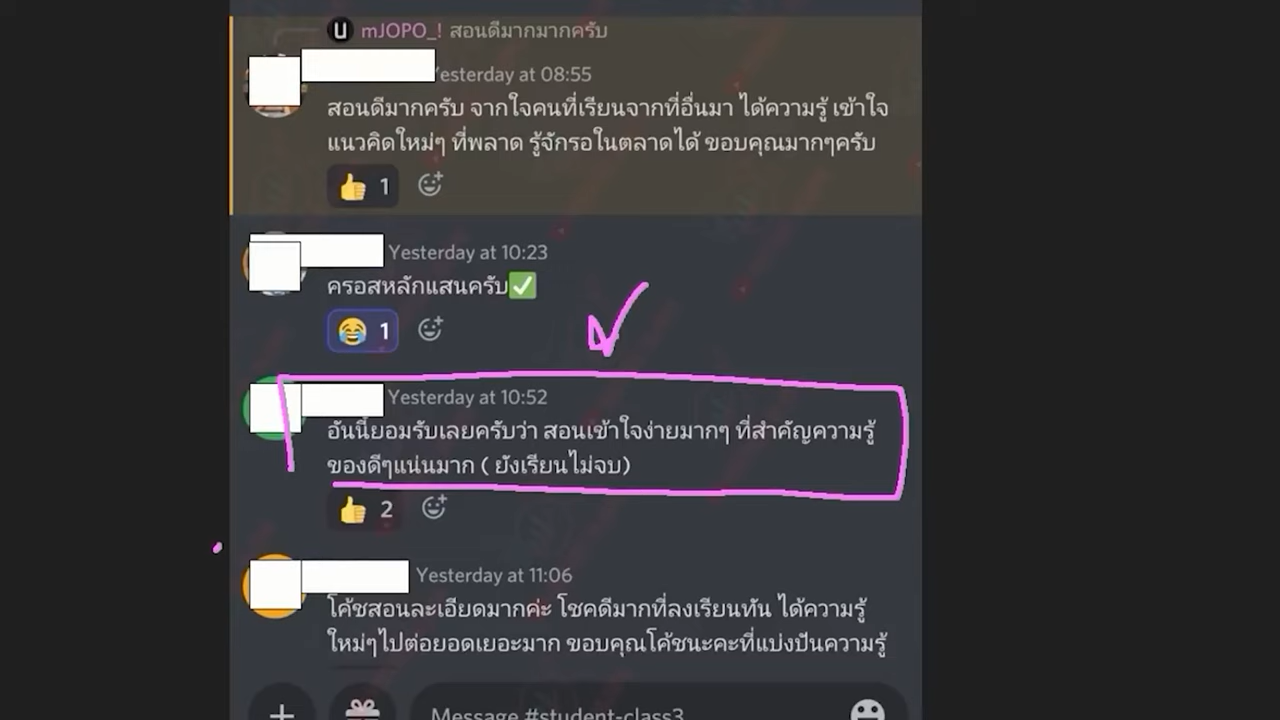 U mJOPO_! สอนดีมากมากครับ
Yesterday at 08:55
สอนดีมากครับ จากใจคนที่เรียนจากที่อื่นมา ได้ความรู้ เข้าใจ
แนวคิดใหม่ๆ ที่พลาด รู้จักรอในตลาดได้ ขอบคุณมากๆครับ
1
Yesterday at 10:23
ครอสหลักแสนครับ✅
1
Yesterday at 10:52
อันนี้ยอมรับเลยครับว่า สอนเข้าใจง่ายมากๆ ที่สำคัญความรู้
ของดีๆแน่นมาก ( ยังเรียนไม่จบ)
2
Yesterday at 11:06
โค้ชสอนละเอียดมากค่ะ โชคดีมากที่ลงเรียนทัน ได้ความรู้
ใหม่ๆไปต่อยอดเยอะมาก ขอบคุณโค้ชนะคะที่แบ่งปันความรู้
Message #student-class3